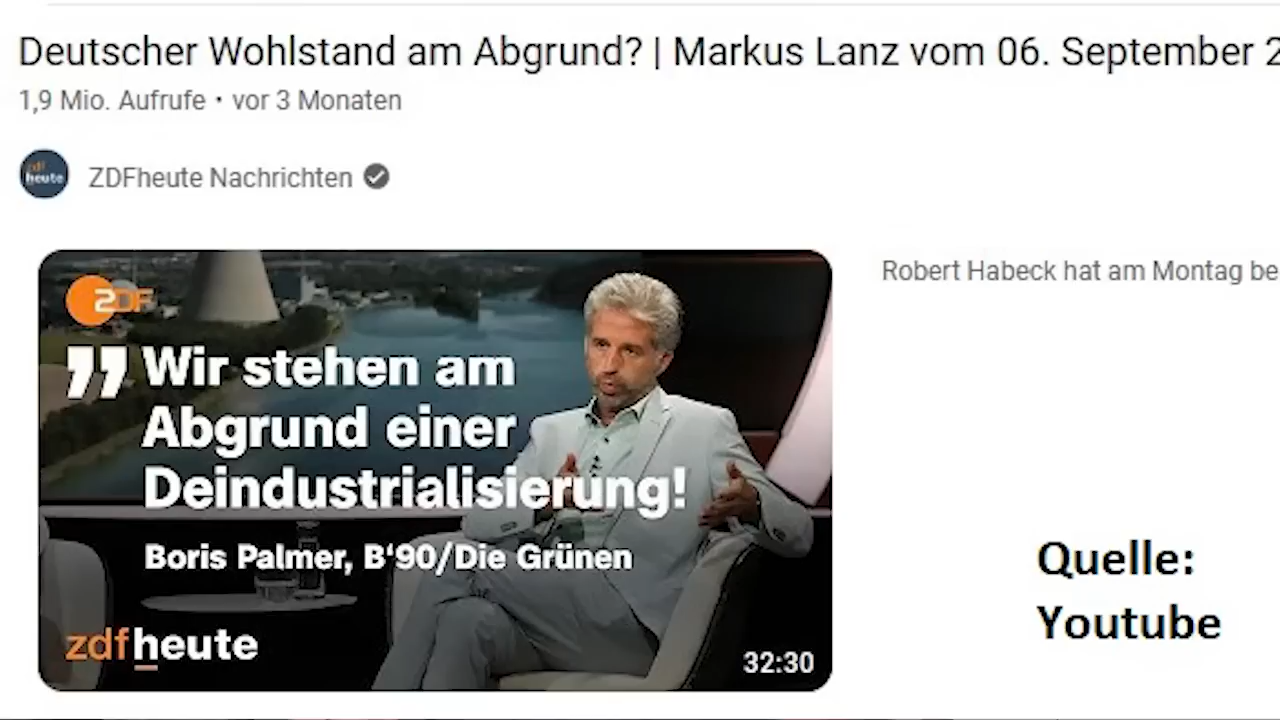 Deutscher Wohlstand am Abgrund? | Markus Lanz vom 06. September 2
1,9 Mio. Aufrufe • vor 3 Monaten
zdf
heute
ZDFheute Nachrichten
Robert Habeck hat am Montag be
ZDF
"Wir stehen am
Abgrund einer
Deindustrialisierung!
Boris Palmer, B‘90/Die Grünen
zdfheute
32:30
Quelle:
Youtube